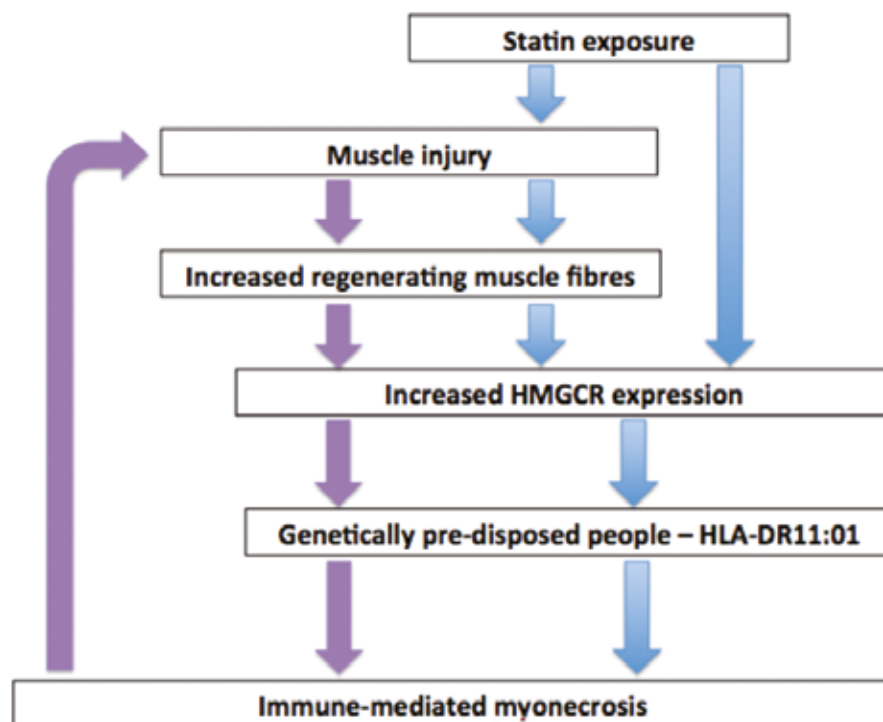 Statin exposure
Muscle injury
Increased regenerating muscle fibres
Increased HMGCR expression
Genetically pre-disposed people – HLA-DR11:01
Immune-mediated myonecrosis